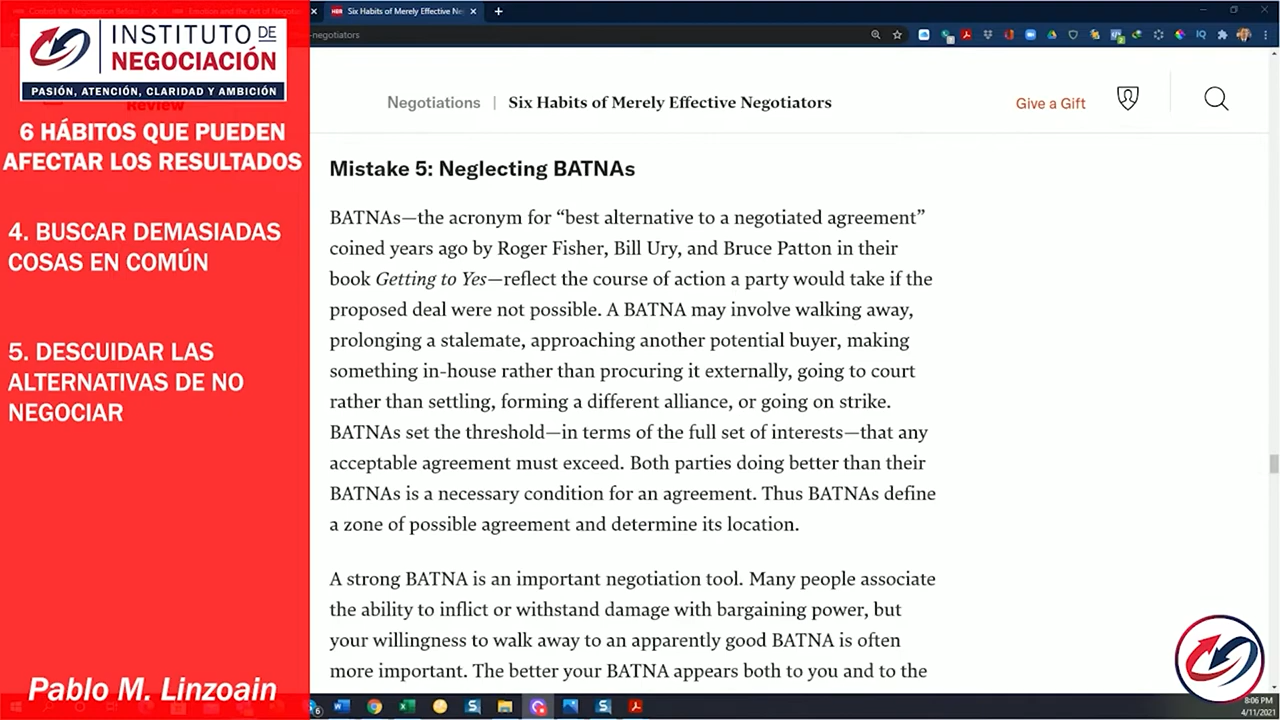 Six Habits of Merely Effective Ne
-negotiators
INSTITUTO DE
NEGOCIACIÓN
PASIÓN, ATENCIÓN, CLARIDAD Y AMBICIÓN
Review
6 HÁBITOS QUE PUEDEN
AFECTAR LOS RESULTADOS
4. BUSCAR DEMASIADAS
COSAS EN COMÚN
5. DESCUIDAR LAS
ALTERNATIVAS DE NO
NEGOCIAR
Pablo M. Linzoain
Negotiations | Six Habits of Merely Effective Negotiators
Give a Gift
Mistake 5: Neglecting BATNAs
BATNAs—the acronym for “best alternative to a negotiated agreement”
coined years ago by Roger Fisher, Bill Ury, and Bruce Patton in their
book Getting to Yes—reflect the course of action a party would take if the
proposed deal were not possible. A BATNA may involve walking away,
prolonging a stalemate, approaching another potential buyer, making
something in-house rather than procuring it externally, going to court
rather than settling, forming a different alliance, or going on strike.
BATNAs set the threshold—in terms of the full set of interests—that any
acceptable agreement must exceed. Both parties doing better than their
BATNAs is a necessary condition for an agreement. Thus BATNAs define
a zone of possible agreement and determine its location.
A strong BATNA is an important negotiation tool. Many people associate
the ability to inflict or withstand damage with bargaining power, but
your willingness to walk away to an apparently good BATNA is often
more important. The better your BATNA appears both to you and to the
8:06 PM
4/11/2021